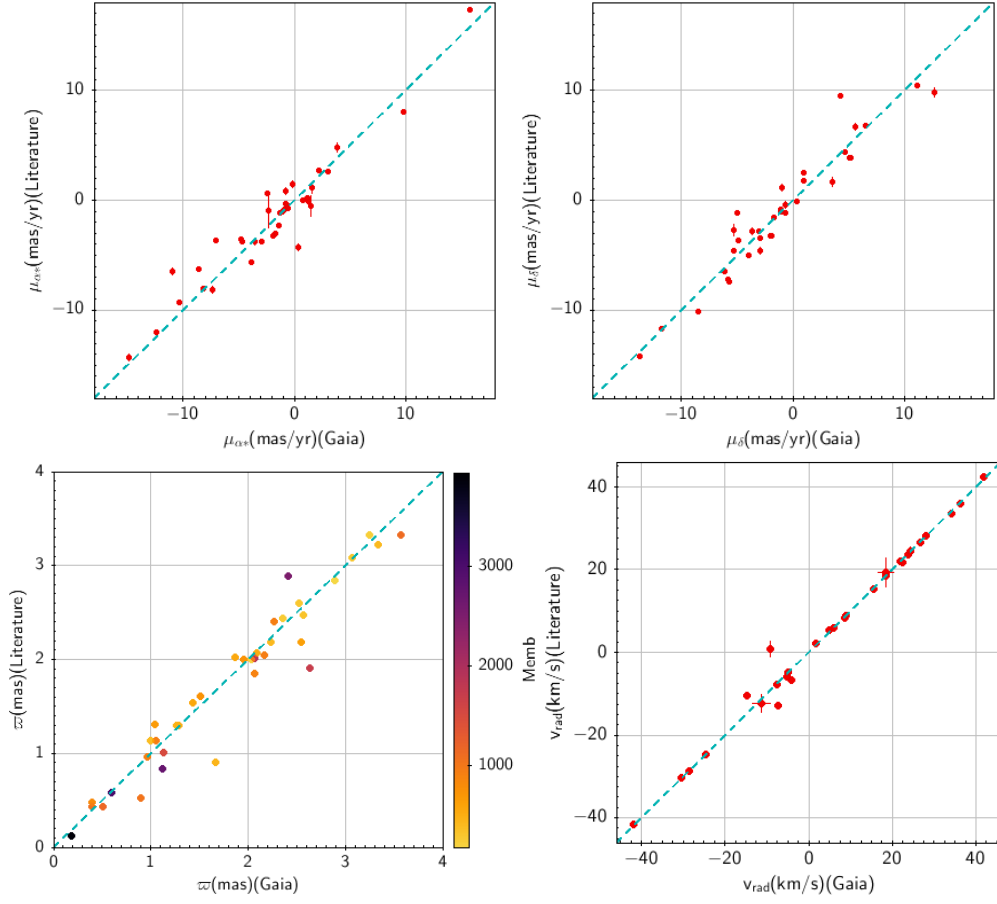 10
0
−10
μα*(mas/yr)(Literature)
−10 0 10
μα*(mas/yr)(Gaia)
10
0
−10
μδ(mas/yr)(Literature)
−10 0 10
μδ(mas/yr)(Gaia)
4
3
2
1
0
ϖ(mas)(Literature)
0 1 2 3 4
ϖ(mas)(Gaia)
3000
2000
1000
Memb
40
20
0
−20
−40
vrad(km/s)(Literature)
−40 −20 0 20 40
vrad(km/s)(Gaia)